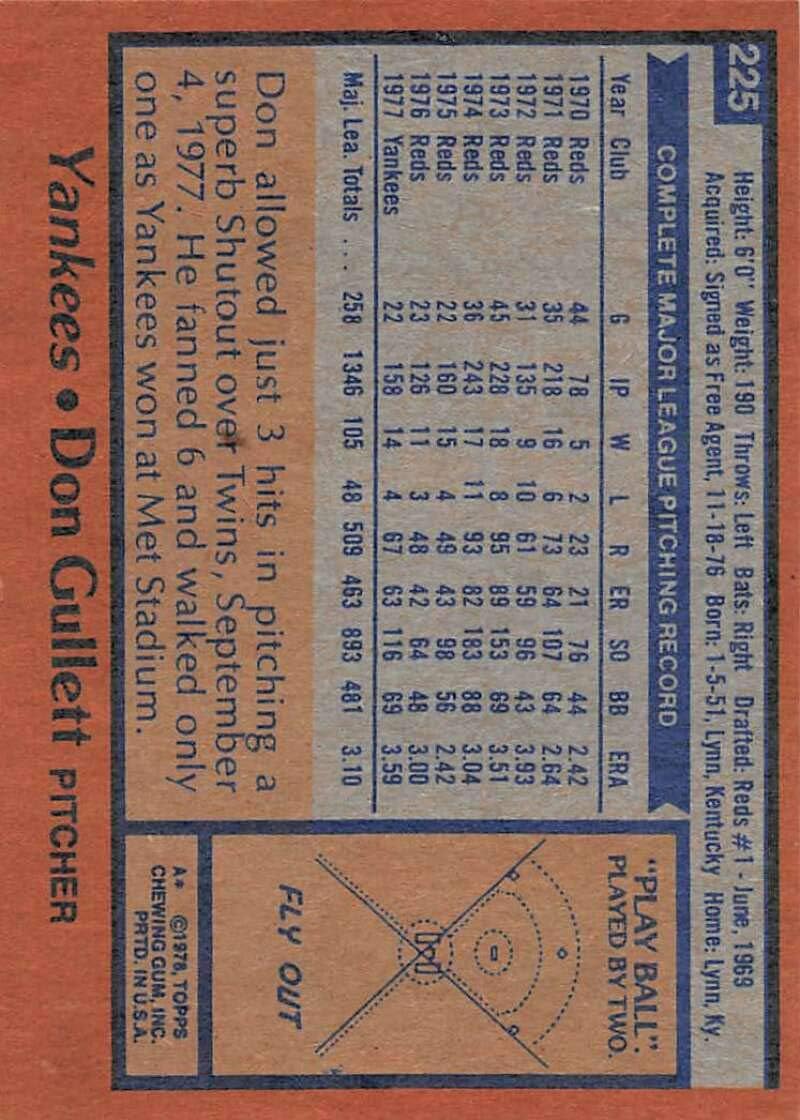 225
Height: 6'0" Weight: 190 Throws: Left Bats: Right Drafted: Reds #1 - June, 1969
Acquired: Signed as Free Agent, 11-18-76 Born: 1-5-51, Lynn, Kentucky Home: Lynn, Ky.
COMPLETE MAJOR LEAGUE PITCHING RECORD
Year Club G IP W L R ER SO BB ERA
1970 Reds 44 78 5 2 23 21 76 44 2.42
1971 Reds 35 218 16 6 73 64 107 64 2.64
1972 Reds 31 135 9 10 61 59 96 43 3.93
1973 Reds 45 228 18 8 95 89 153 69 3.51
1974 Reds 36 243 17 11 93 82 183 88 3.04
1975 Reds 22 160 15 4 49 43 98 56 2.42
1976 Reds 23 126 11 3 48 42 64 48 3.00
1977 Yankees 22 158 14 4 67 63 116 69 3.59
Maj. Lea. Totals ... 258 1346 105 48 509 463 893 481 3.10
Don allowed just 3 hits in pitching a
superb Shutout over Twins, September
4, 1977. He fanned 6 and walked only
one as Yankees won at Met Stadium.
"PLAY BALL".
PLAYED BY TWO.
FLY OUT
A* ©1978, TOPPS
CHEWING GUM, INC.
PRTD. IN U.S.A.
Yankees • Don Gullett PITCHER